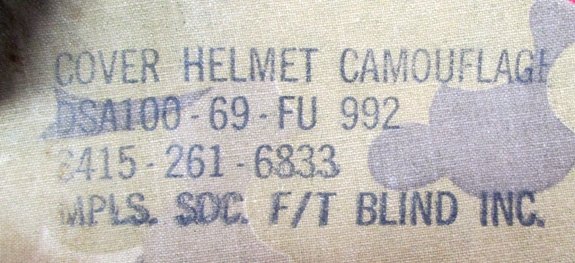 COVER HELMET CAMOUFLAGE
DSA100-69-FU 992
8415-261-6833
MPLS. SOC. F/T BLIND INC.